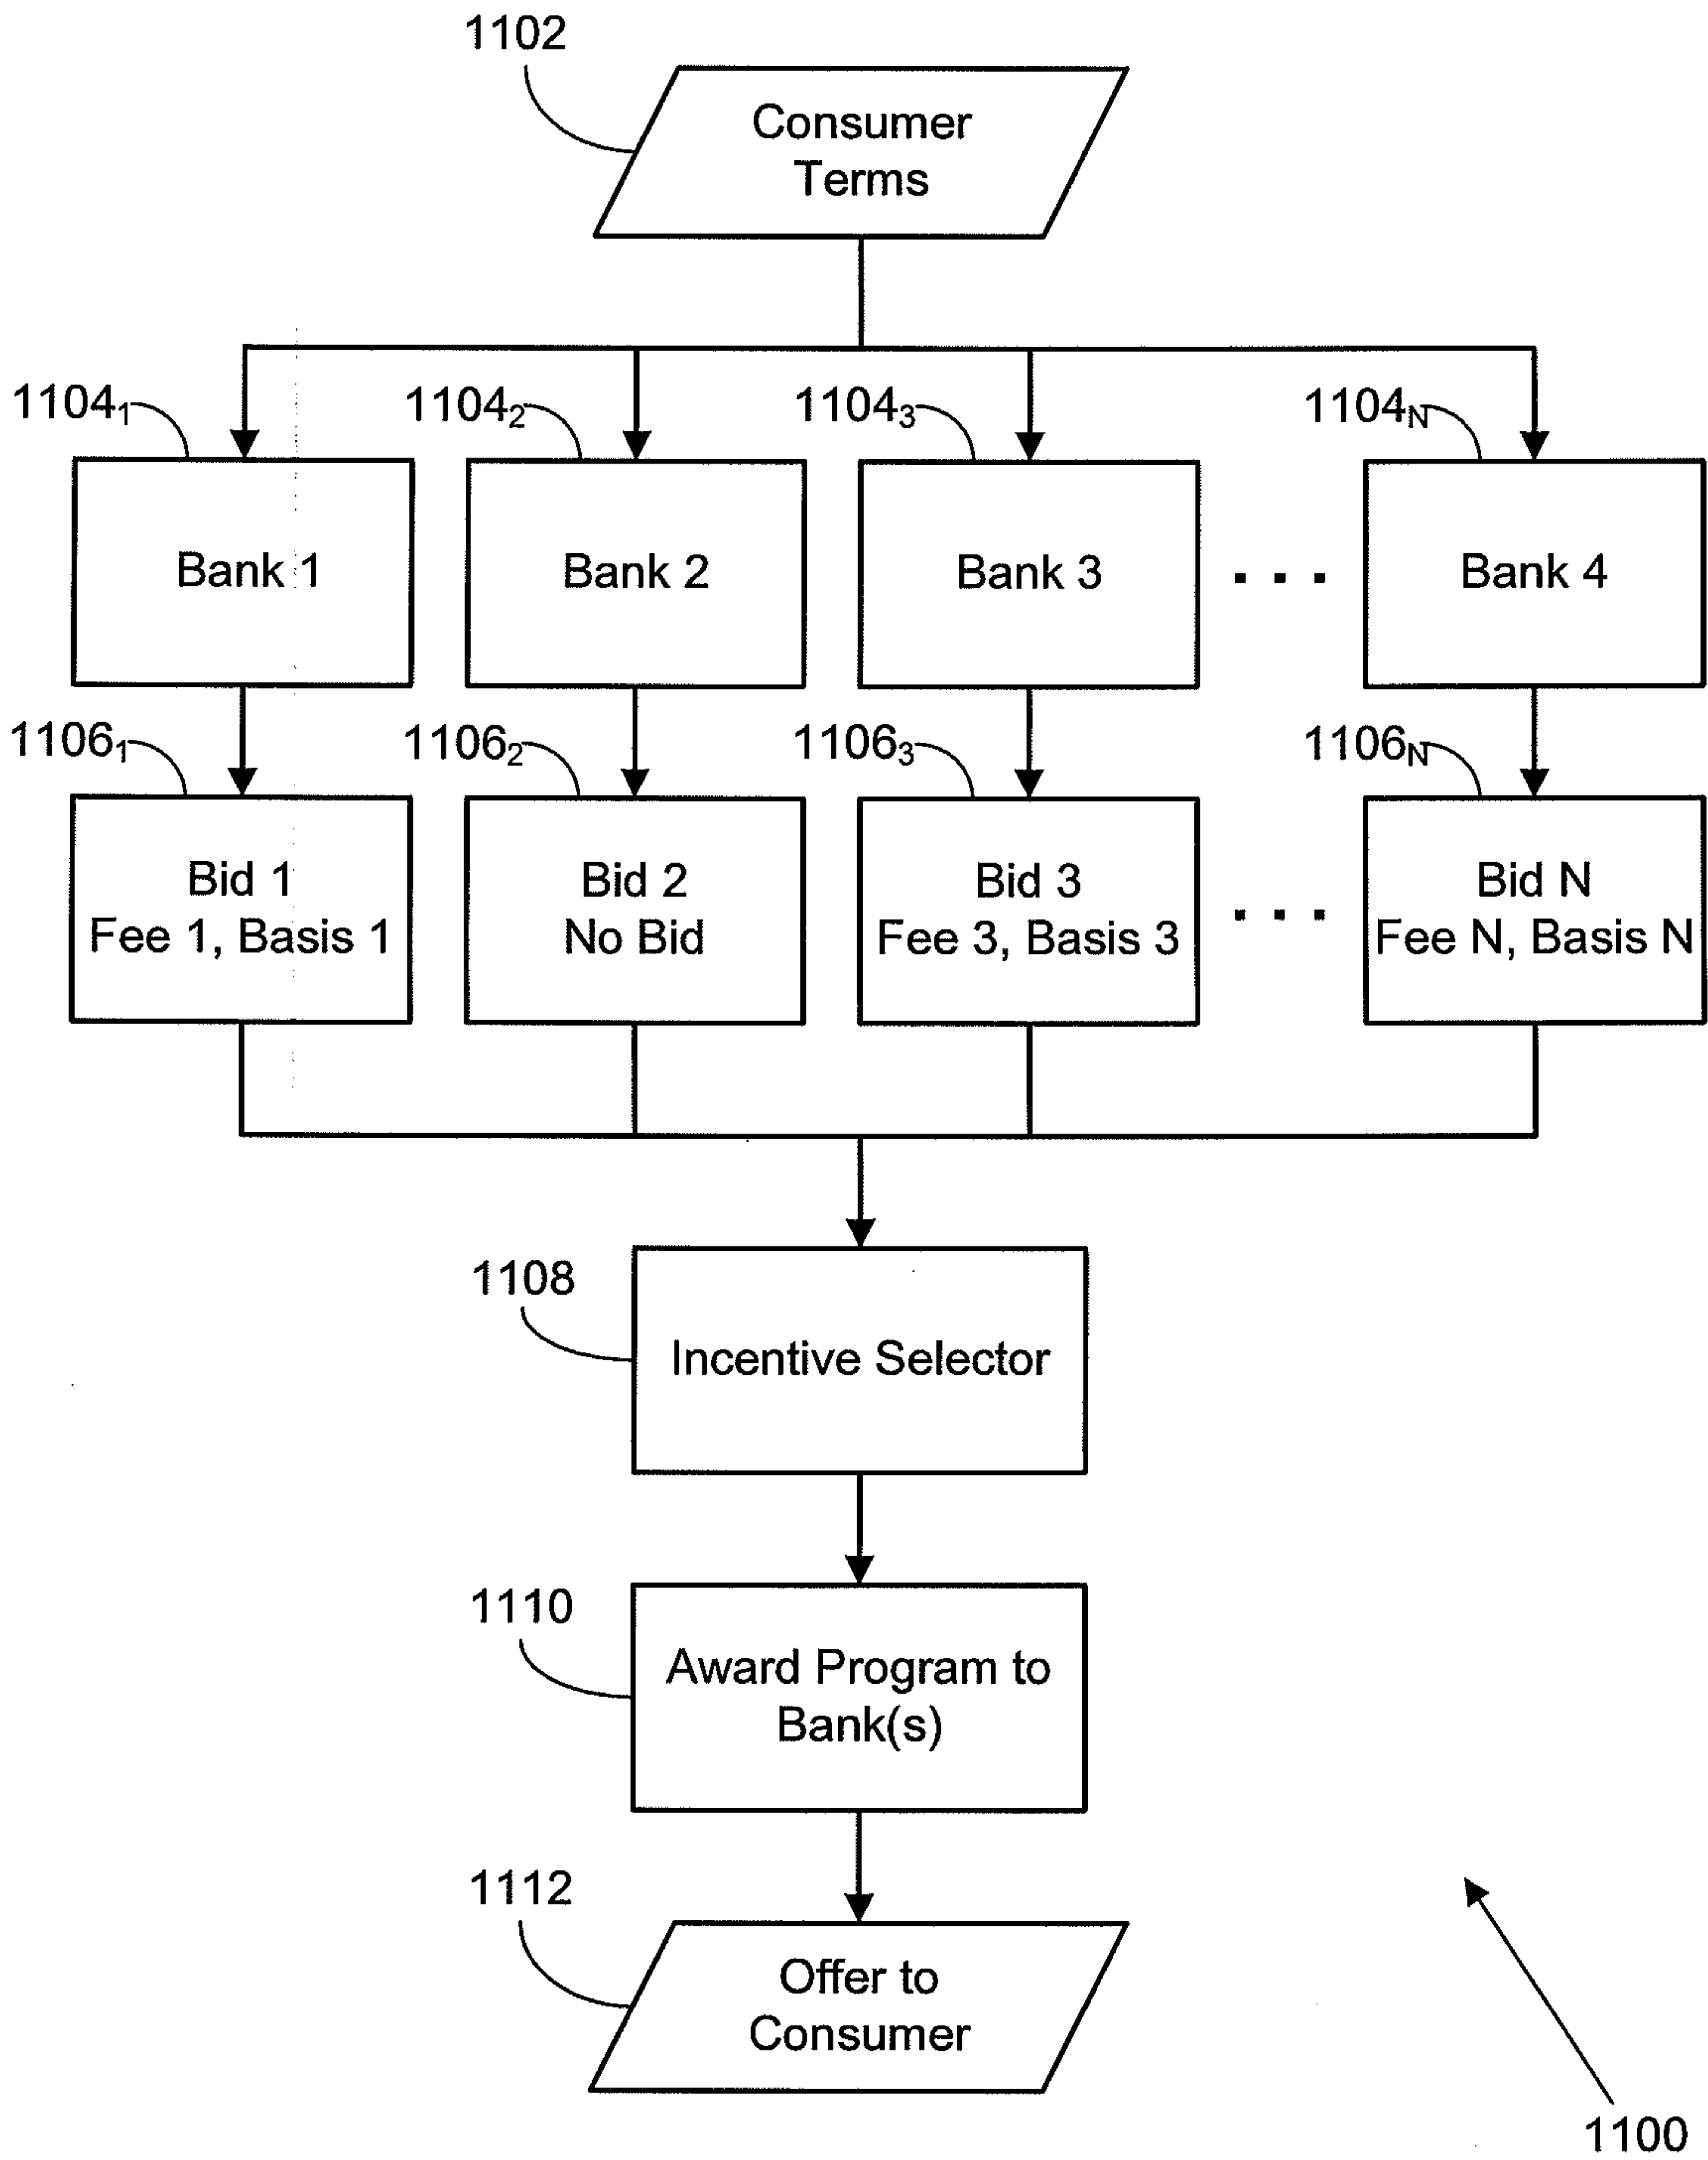 1102
Consumer
Terms
1104₁
1104₂
1104₃
1104N
Bank 1
Bank 2
Bank 3
. . .
Bank 4
1106₁
1106₂
1106₃
1106N
Bid 1
Fee 1, Basis 1
Bid 2
No Bid
Bid 3
Fee 3, Basis 3
. . .
Bid N
Fee N, Basis N
1108
Incentive Selector
1110
Award Program to
Bank(s)
1112
Offer to
Consumer
1100